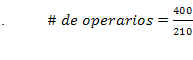 . # de operarios = 400/210